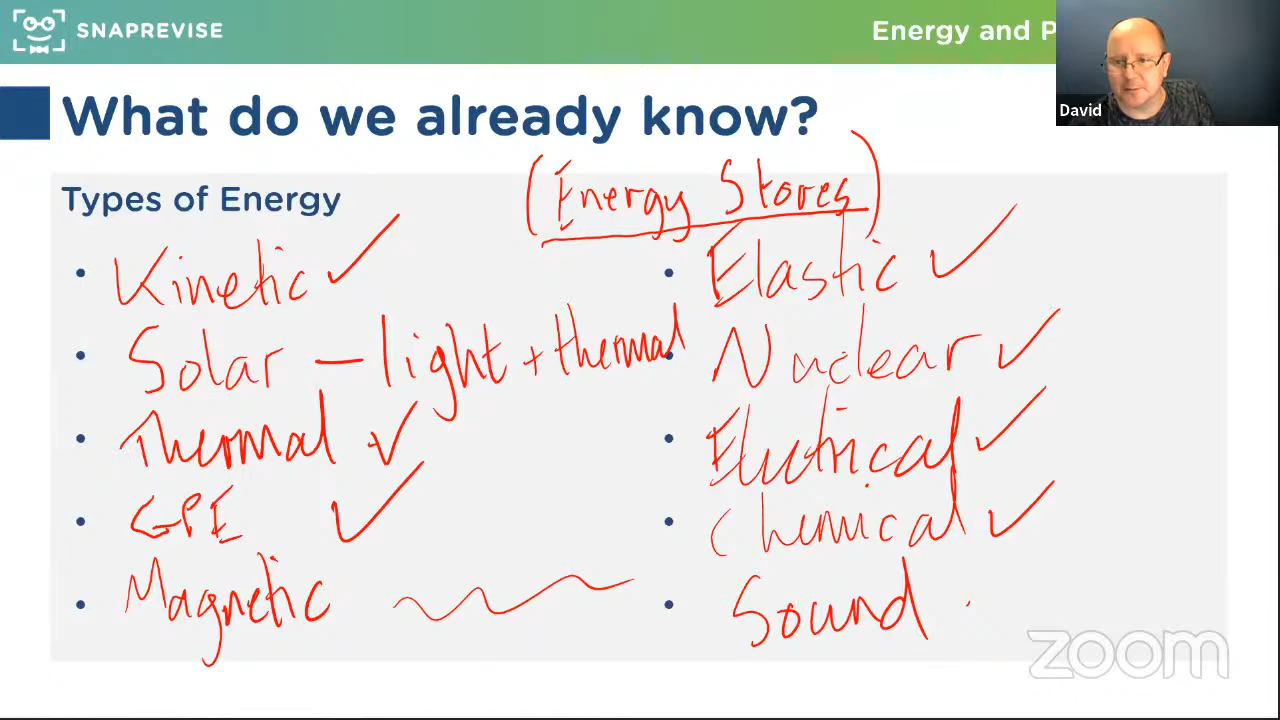 SNAPREVISE
Energy and P
David
What do we already know?
Types of Energy
(Energy Stores)
• Kinetic ✓
• Solar – light + thermal
• Thermal ✓
• GPE ✓
• Magnetic
• Elastic ✓
• Nuclear ✓
• Electrical ✓
• Chemical ✓
• Sound
zoom